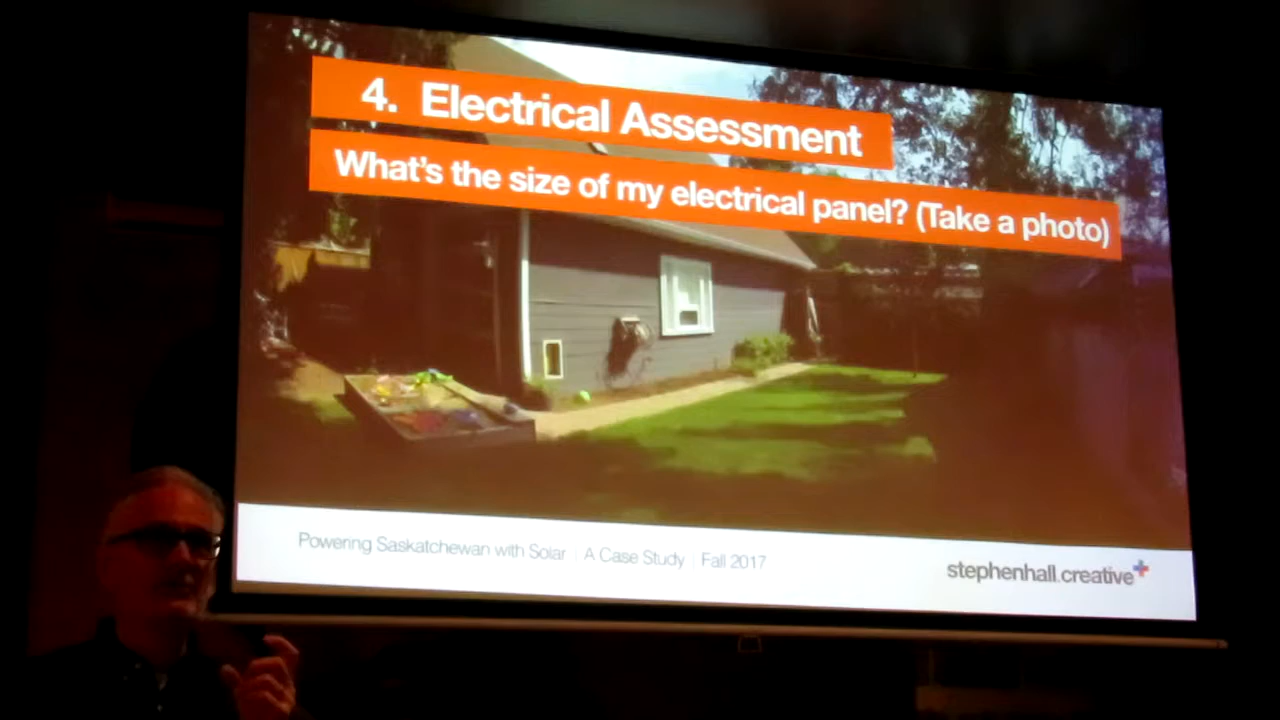 4. Electrical Assessment
What's the size of my electrical panel? (Take a photo)
Powering Saskatchewan with Solar | A Case Study | Fall 2017
stephenhall.creative+